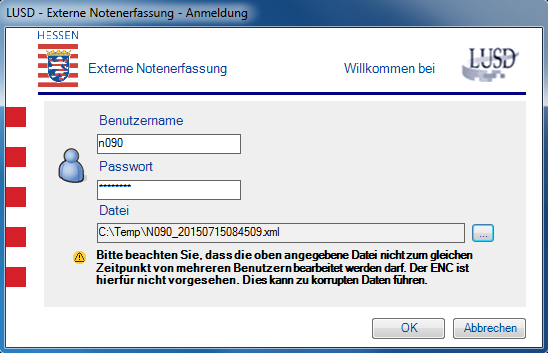 LUSD - Externe Notenerfassung - Anmeldung
HESSEN
Externe Notenerfassung
Willkommen bei
LUSD
Benutzername
n090
Passwort
********
Datei
C:\Temp\N090_20150715084509.xml
...
Bitte beachten Sie, dass die oben angegebene Datei nicht zum gleichen
Zeitpunkt von mehreren Benutzern bearbeitet werden darf. Der ENC ist
hierfür nicht vorgesehen. Dies kann zu korrupten Daten führen.
OK
Abbrechen